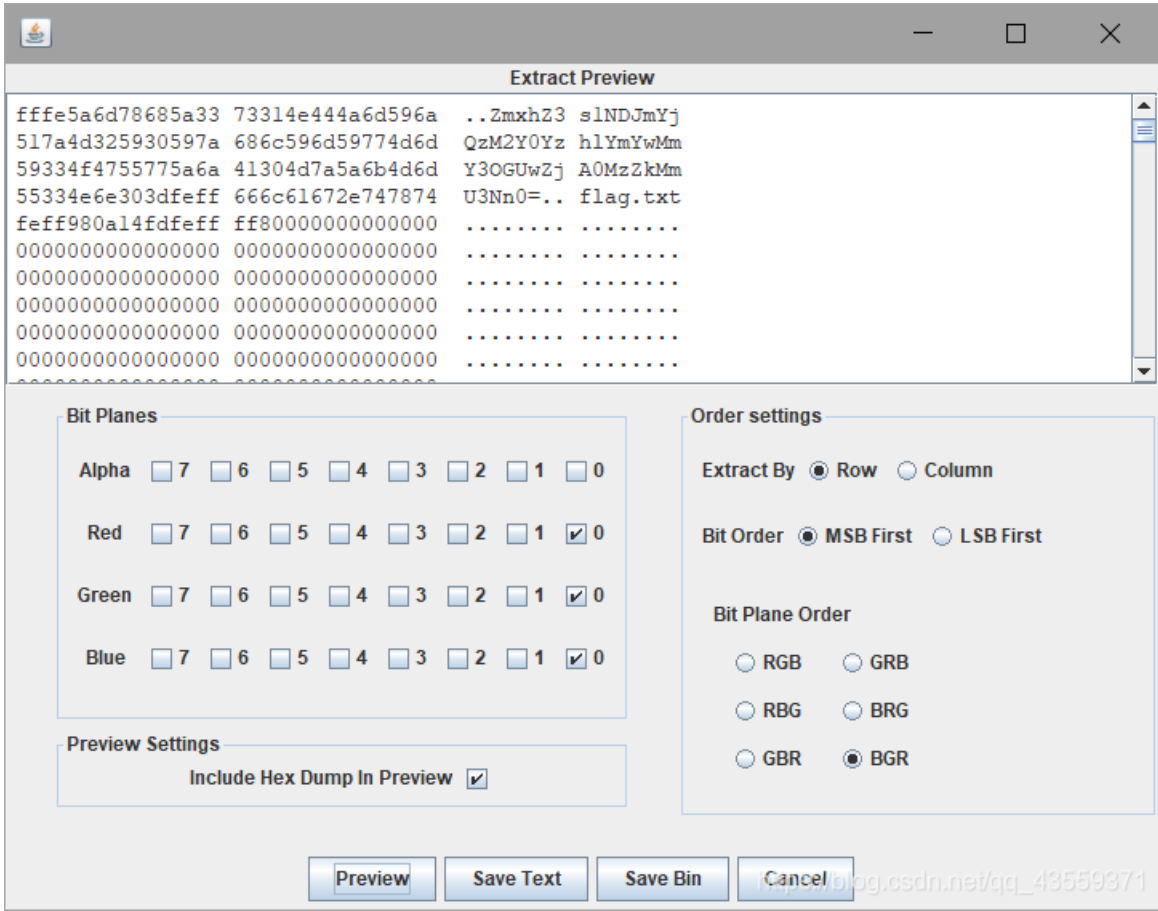 Extract Preview
fffe5a6d78685a33 73314e444a6d596a ..ZmxhZ3 s1NDJmYj
517a4d325930597a 686c596d59774d6d QzM2Y0Yz hlYmYwMm
59334f4755775a6a 41304d7a5a6b4d6d Y3OGUwZj A0MzZkMm
55334e6e303dfeff 666c61672e747874 U3Nn0=.. flag.txt
feff980a14fdfeff ff80000000000000 ........ ........
0000000000000000 0000000000000000 ........ ........
0000000000000000 0000000000000000 ........ ........
0000000000000000 0000000000000000 ........ ........
0000000000000000 0000000000000000 ........ ........
0000000000000000 0000000000000000 ........ ........
Bit Planes
Alpha 7 6 5 4 3 2 1 0
Red 7 6 5 4 3 2 1 0
Green 7 6 5 4 3 2 1 0
Blue 7 6 5 4 3 2 1 0
Preview Settings
Include Hex Dump In Preview
Order settings
Extract By Row Column
Bit Order MSB First LSB First
Bit Plane Order
RGB GRB
RBG BRG
GBR BGR
Preview Save Text Save Bin Cancel
https://blog.csdn.net/qq_43559371